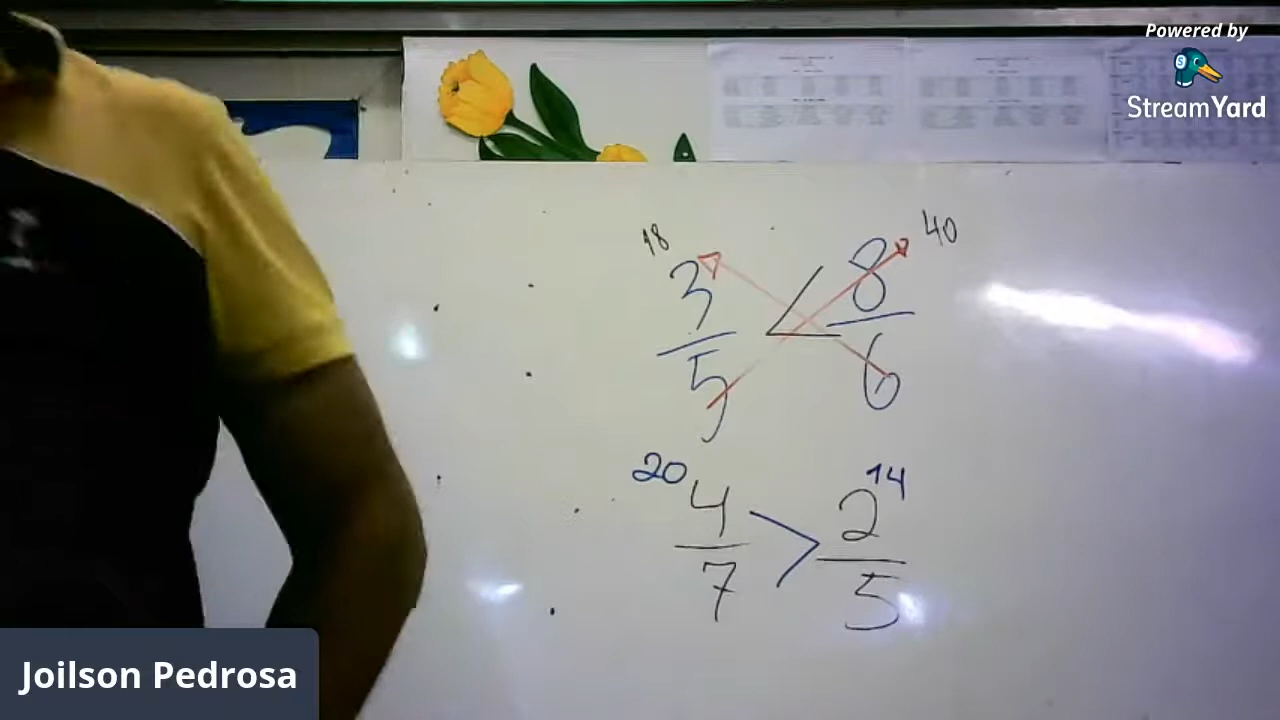 Powered by
StreamYard
18 40
3/5 < 8/6
20 14
4/7 > 2/5
Joilson Pedrosa